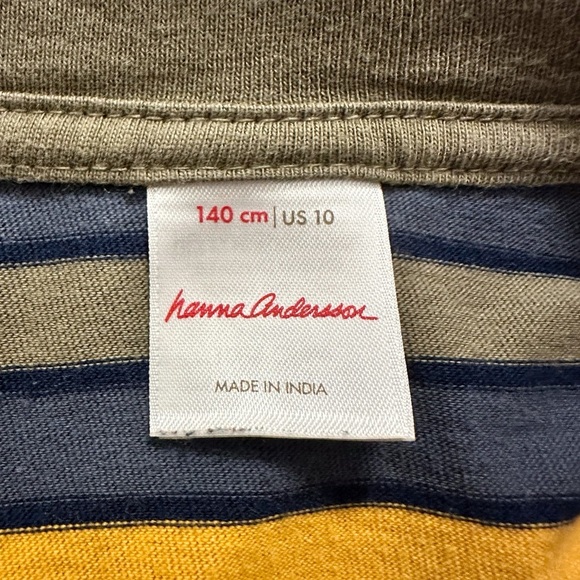 140 cm | US 10
hanna Andersson
MADE IN INDIA